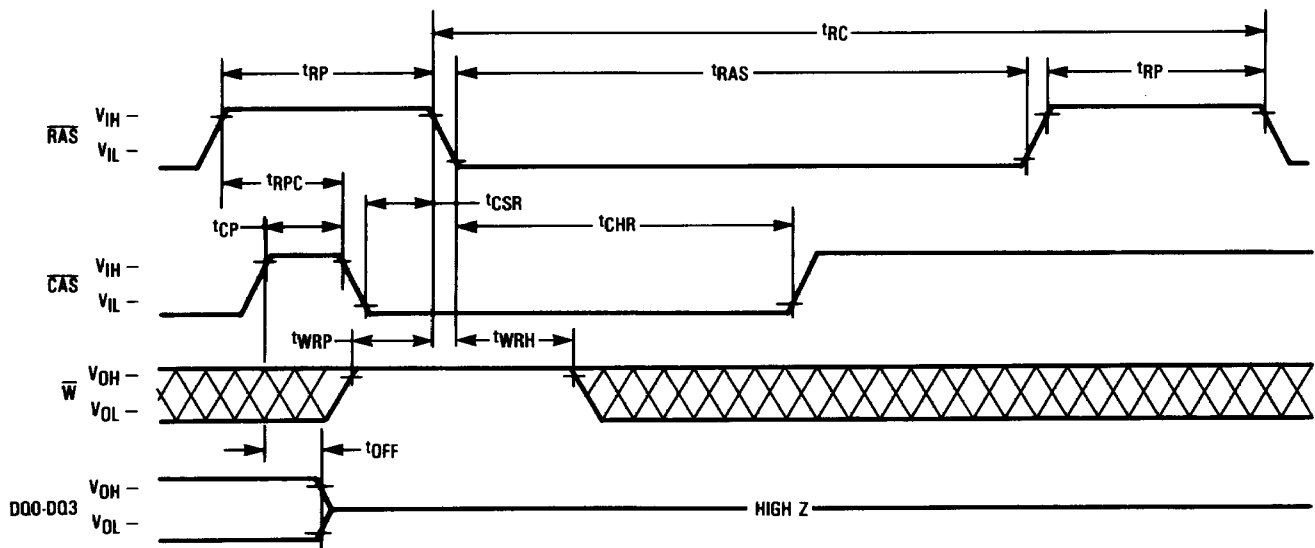 tRC
tRP
tRAS
tRP
RAS
VIH
VIL
tRPC
tCSR
tCP
tCHR
CAS
VIH
VIL
tWRP
tWRH
W
VOH
VOL
tOFF
DQ0-DQ3
VOH
VOL
HIGH Z